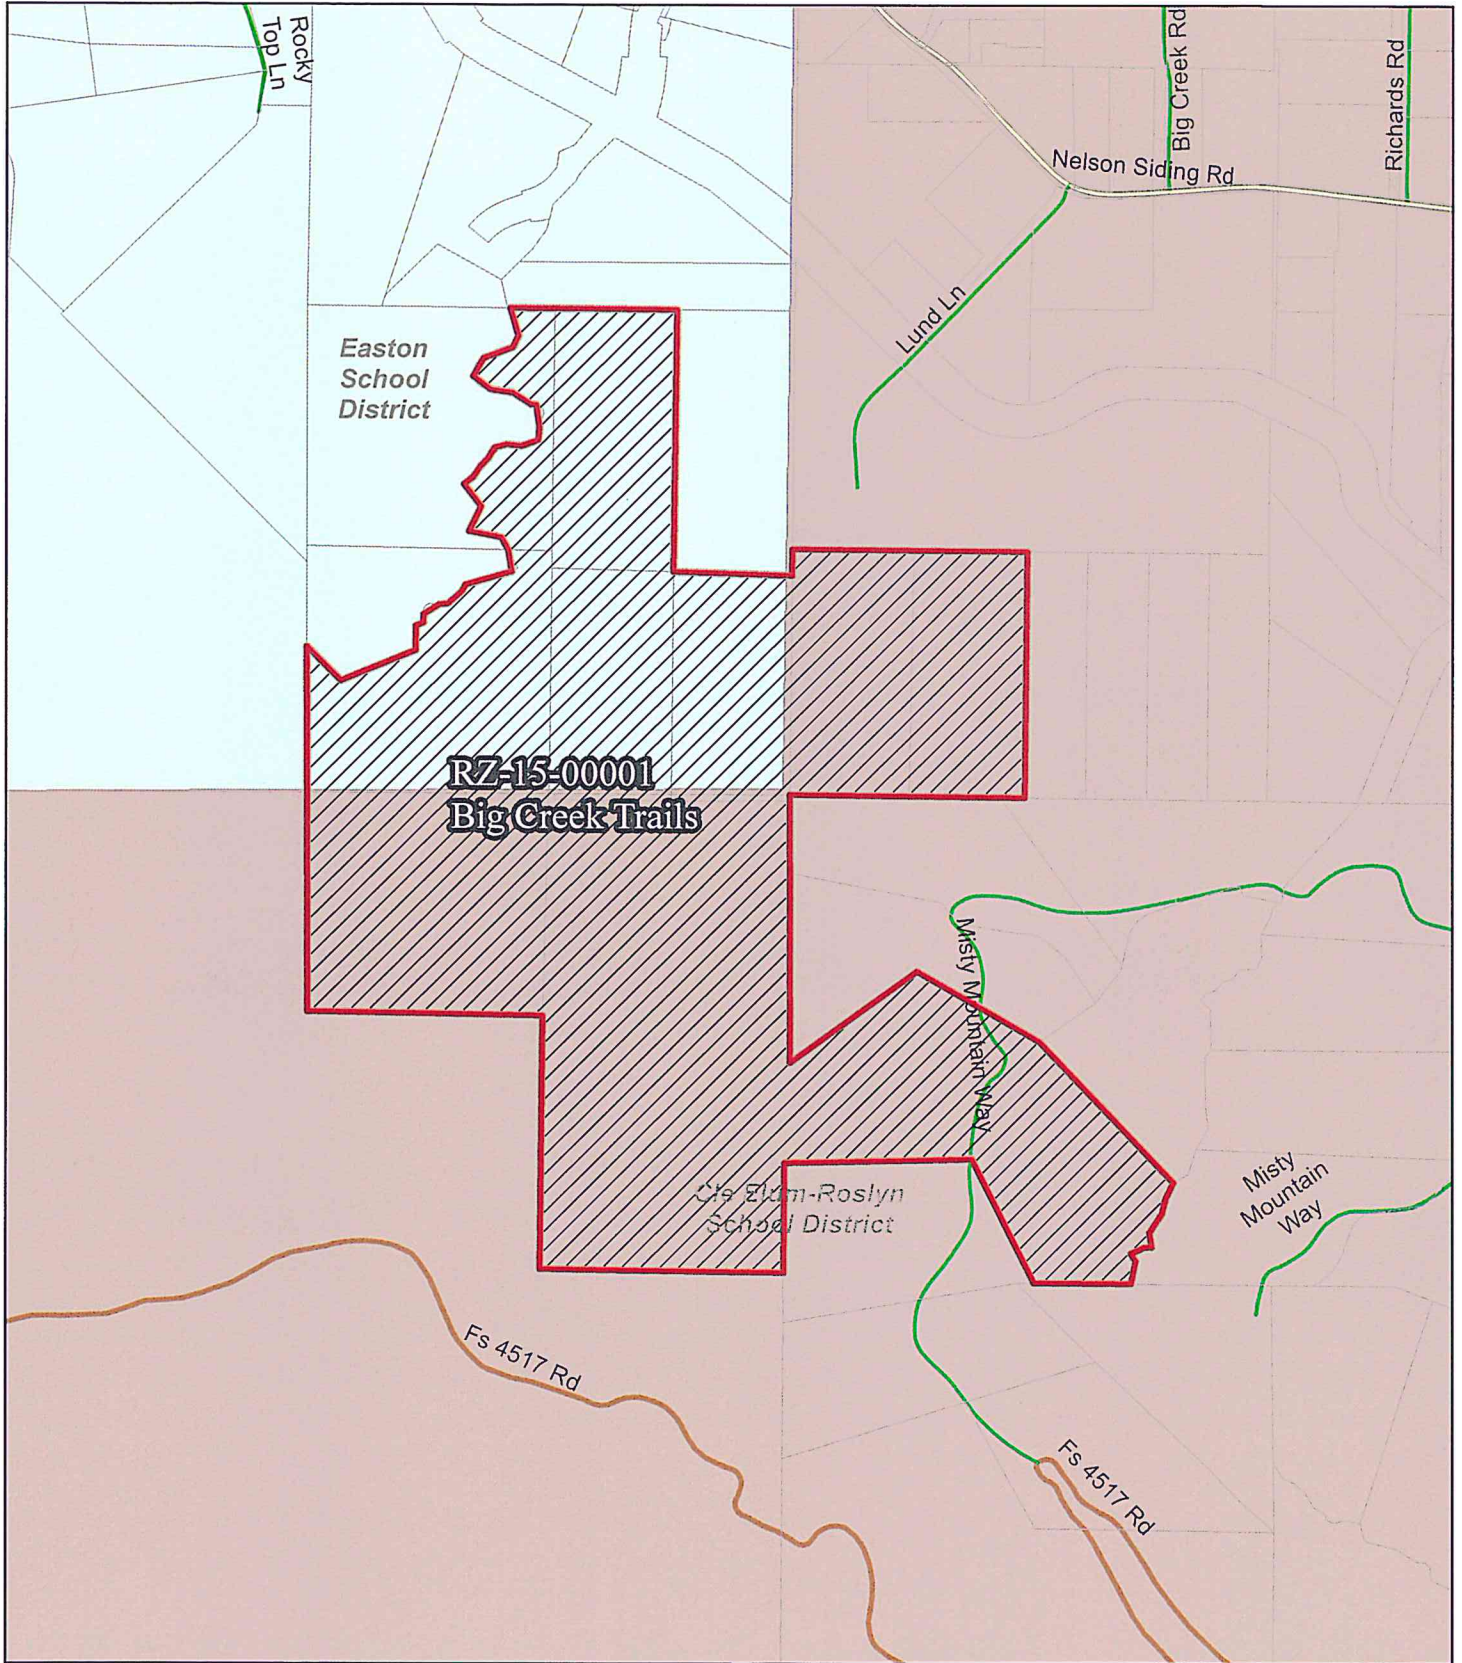 Rocky
Top Ln
Big Creek Rd
Richards Rd
Nelson Siding Rd
Lund Ln
Easton
School
District
RZ-15-00001
Big Creek Trails
Misty Mountain Way
Cle Elum-Roslyn
School District
Misty
Mountain
Way
Fs 4517 Rd
Fs 4517 Rd